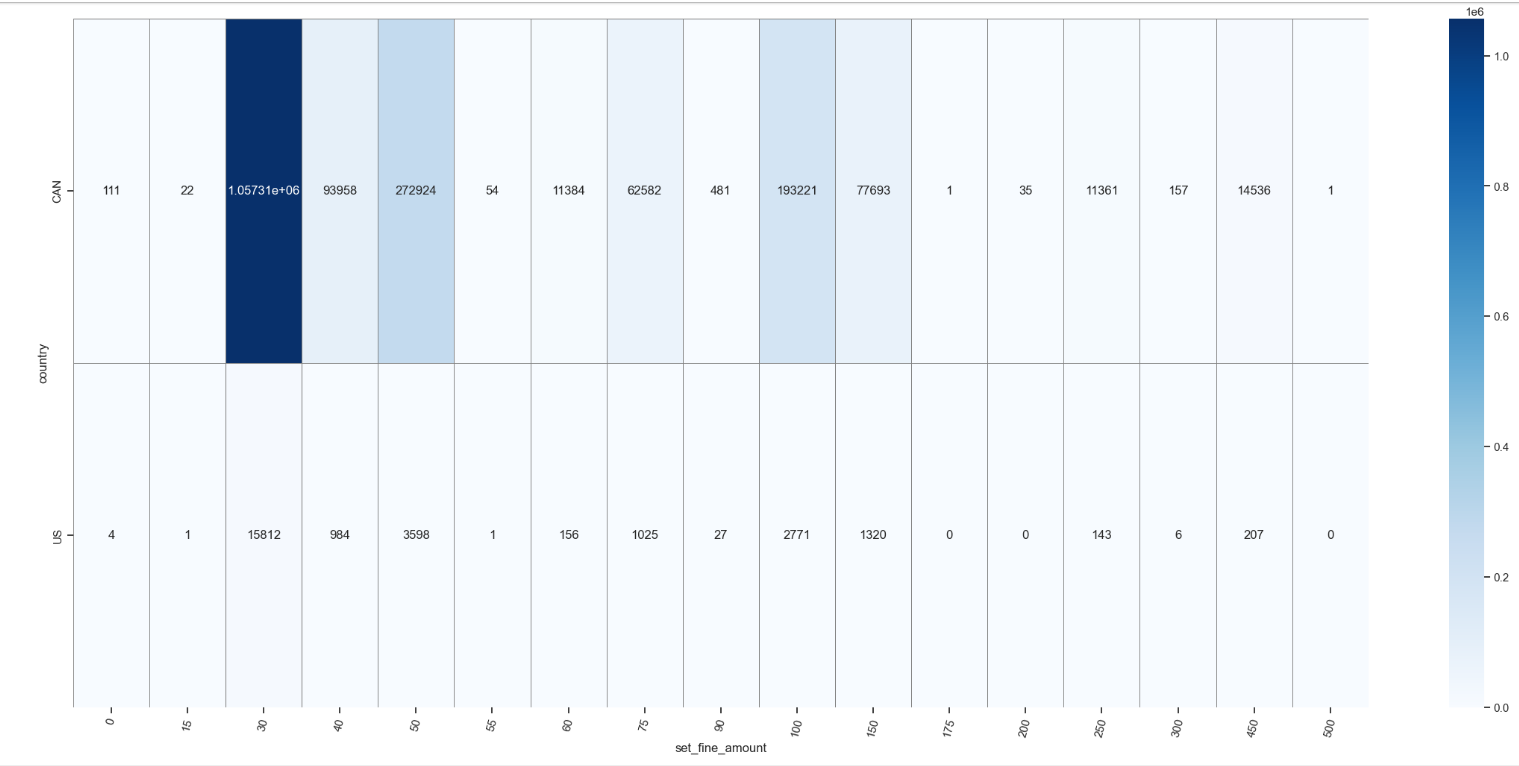 1e6
1.0
0.8
0.6
0.4
0.2
0.0
country
CAN
111 22 1.05731e+06 93958 272924 54 11384 62582 481 193221 77693 1 35 11361 157 14536 1
US
4 1 15812 984 3598 1 156 1025 27 2771 1320 0 0 143 6 207 0
0 15 30 40 50 55 60 75 90 100 150 175 200 250 300 450 500
set_fine_amount